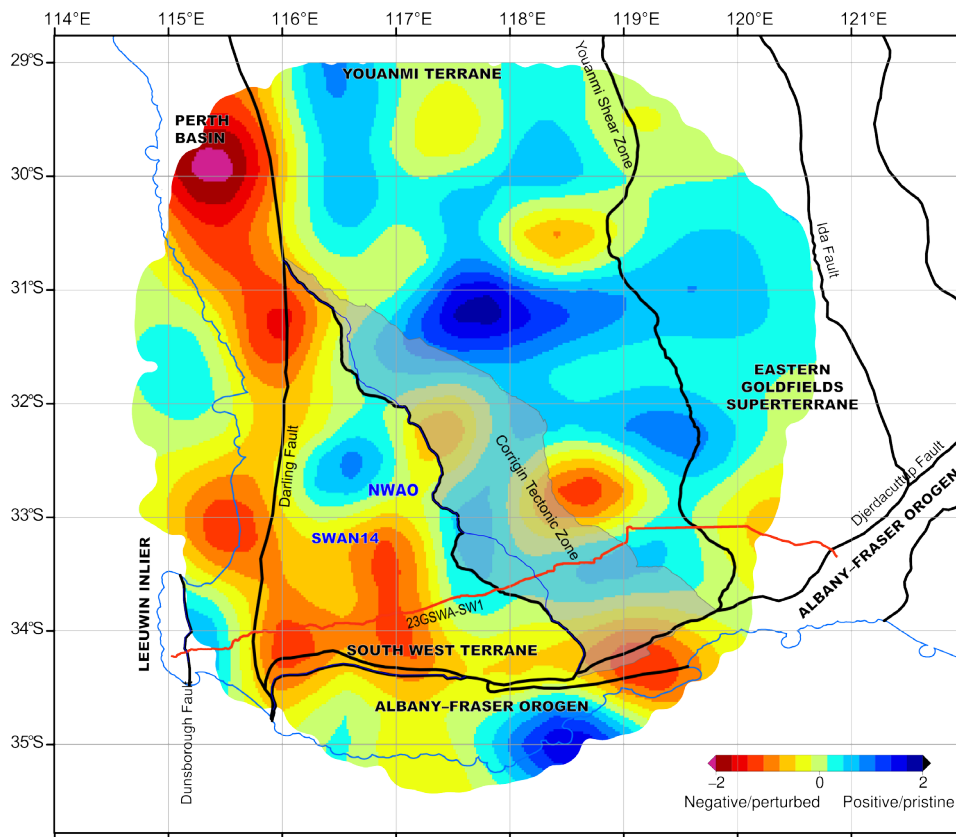 114°E 115°E 116°E 117°E 118°E 119°E 120°E 121°E
29°S
30°S
31°S
32°S
33°S
34°S
35°S
YOUANMI TERRANE
Youanmi Shear Zone
PERTH
BASIN
Ida Fault
EASTERN
GOLDFIELDS
SUPERTERRANE
Darling Fault
Corrigin Tectonic Zone
NWAO
SWAN14
Djerdacuttup Fault
ALBANY–FRASER OROGEN
LEEUWIN INLIER
23GSWA-SW1
SOUTH WEST TERRANE
ALBANY–FRASER OROGEN
Dunsborough Fault
–2 0 2
Negative/perturbed Positive/pristine